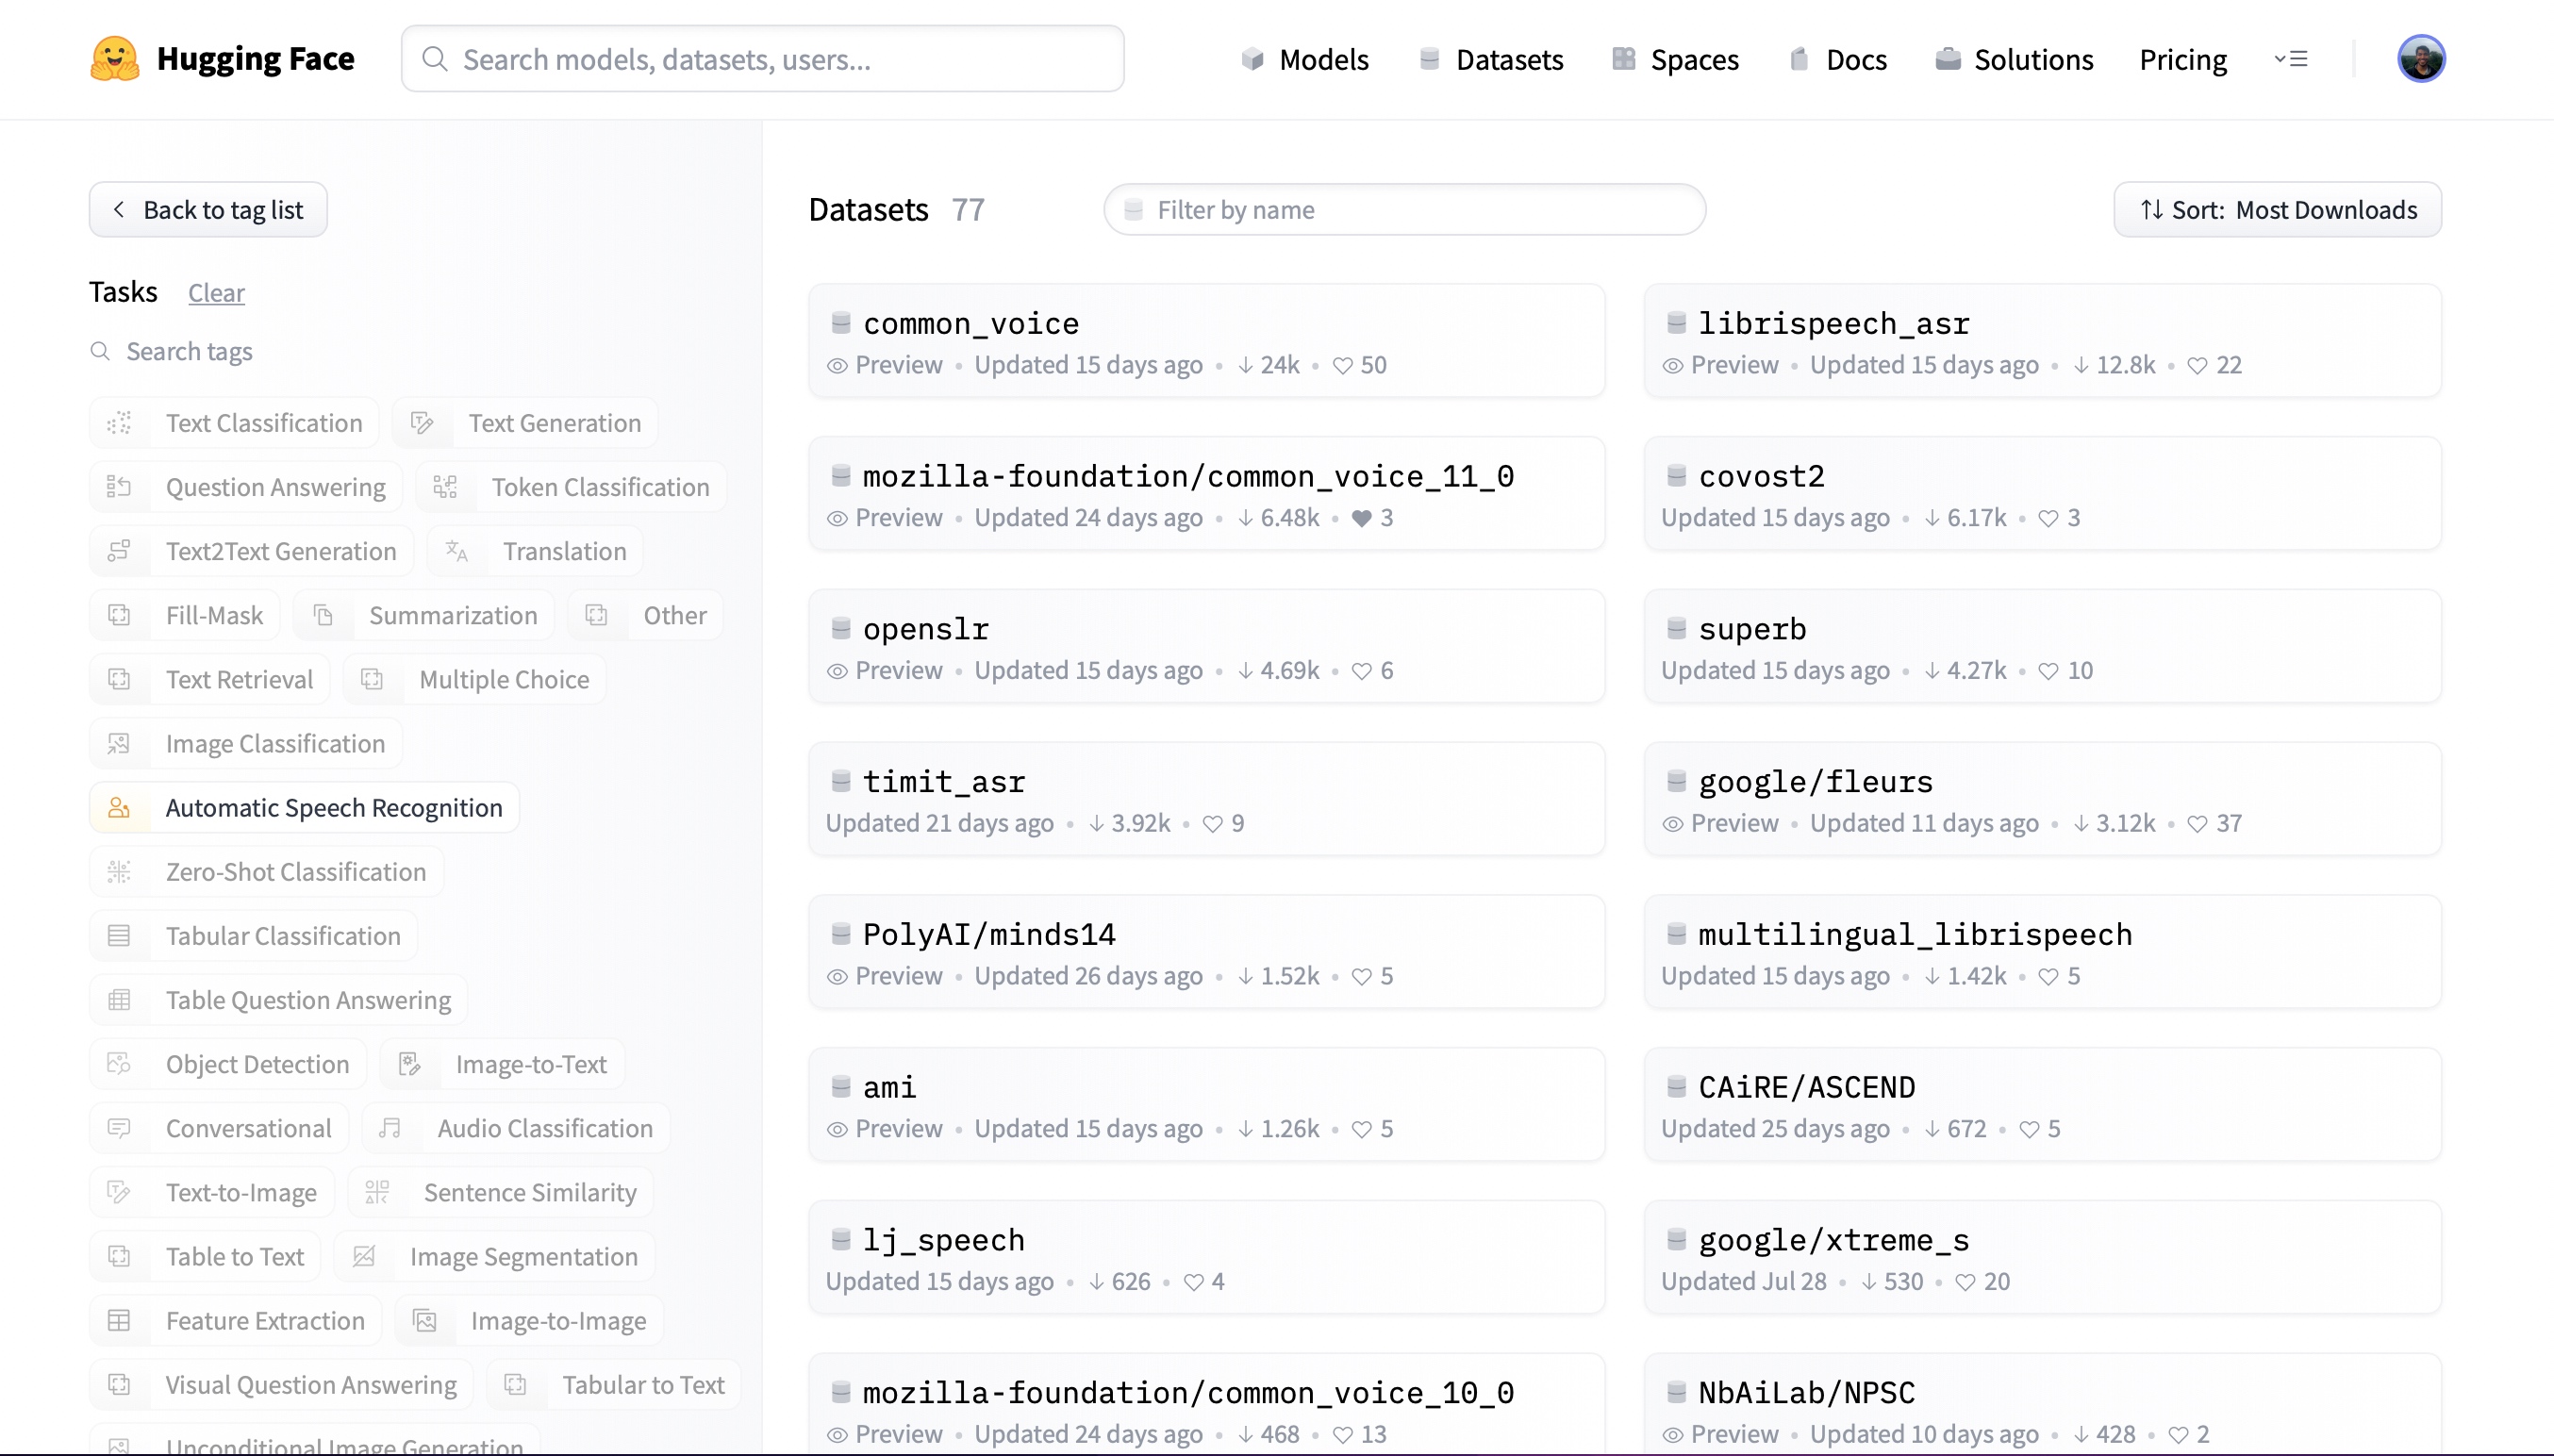 Hugging Face
Search models, datasets, users...
Models
Datasets
Spaces
Docs
Solutions
Pricing
Back to tag list
Tasks Clear
Search tags
Text Classification Text Generation
Question Answering Token Classification
Text2Text Generation Translation
Fill-Mask Summarization Other
Text Retrieval Multiple Choice
Image Classification
Automatic Speech Recognition
Zero-Shot Classification
Tabular Classification
Table Question Answering
Object Detection Image-to-Text
Conversational Audio Classification
Text-to-Image Sentence Similarity
Table to Text Image Segmentation
Feature Extraction Image-to-Image
Visual Question Answering Tabular to Text
Unconditional Image Generation
Datasets 77
Filter by name
Sort: Most Downloads
common_voice
Preview • Updated 15 days ago • ↓ 24k • ♡ 50
librispeech_asr
Preview • Updated 15 days ago • ↓ 12.8k • ♡ 22
mozilla-foundation/common_voice_11_0
Preview • Updated 24 days ago • ↓ 6.48k • ♥ 3
covost2
Updated 15 days ago • ↓ 6.17k • ♡ 3
openslr
Preview • Updated 15 days ago • ↓ 4.69k • ♡ 6
superb
Updated 15 days ago • ↓ 4.27k • ♡ 10
timit_asr
Updated 21 days ago • ↓ 3.92k • ♡ 9
google/fleurs
Preview • Updated 11 days ago • ↓ 3.12k • ♡ 37
PolyAI/minds14
Preview • Updated 26 days ago • ↓ 1.52k • ♡ 5
multilingual_librispeech
Updated 15 days ago • ↓ 1.42k • ♡ 5
ami
Preview • Updated 15 days ago • ↓ 1.26k • ♡ 5
CAiRE/ASCEND
Updated 25 days ago • ↓ 672 • ♡ 5
lj_speech
Updated 15 days ago • ↓ 626 • ♡ 4
google/xtreme_s
Updated Jul 28 • ↓ 530 • ♡ 20
mozilla-foundation/common_voice_10_0
Preview • Updated 24 days ago • ↓ 468 • ♡ 13
NbAiLab/NPSC
Preview • Updated 10 days ago • ↓ 428 • ♡ 2